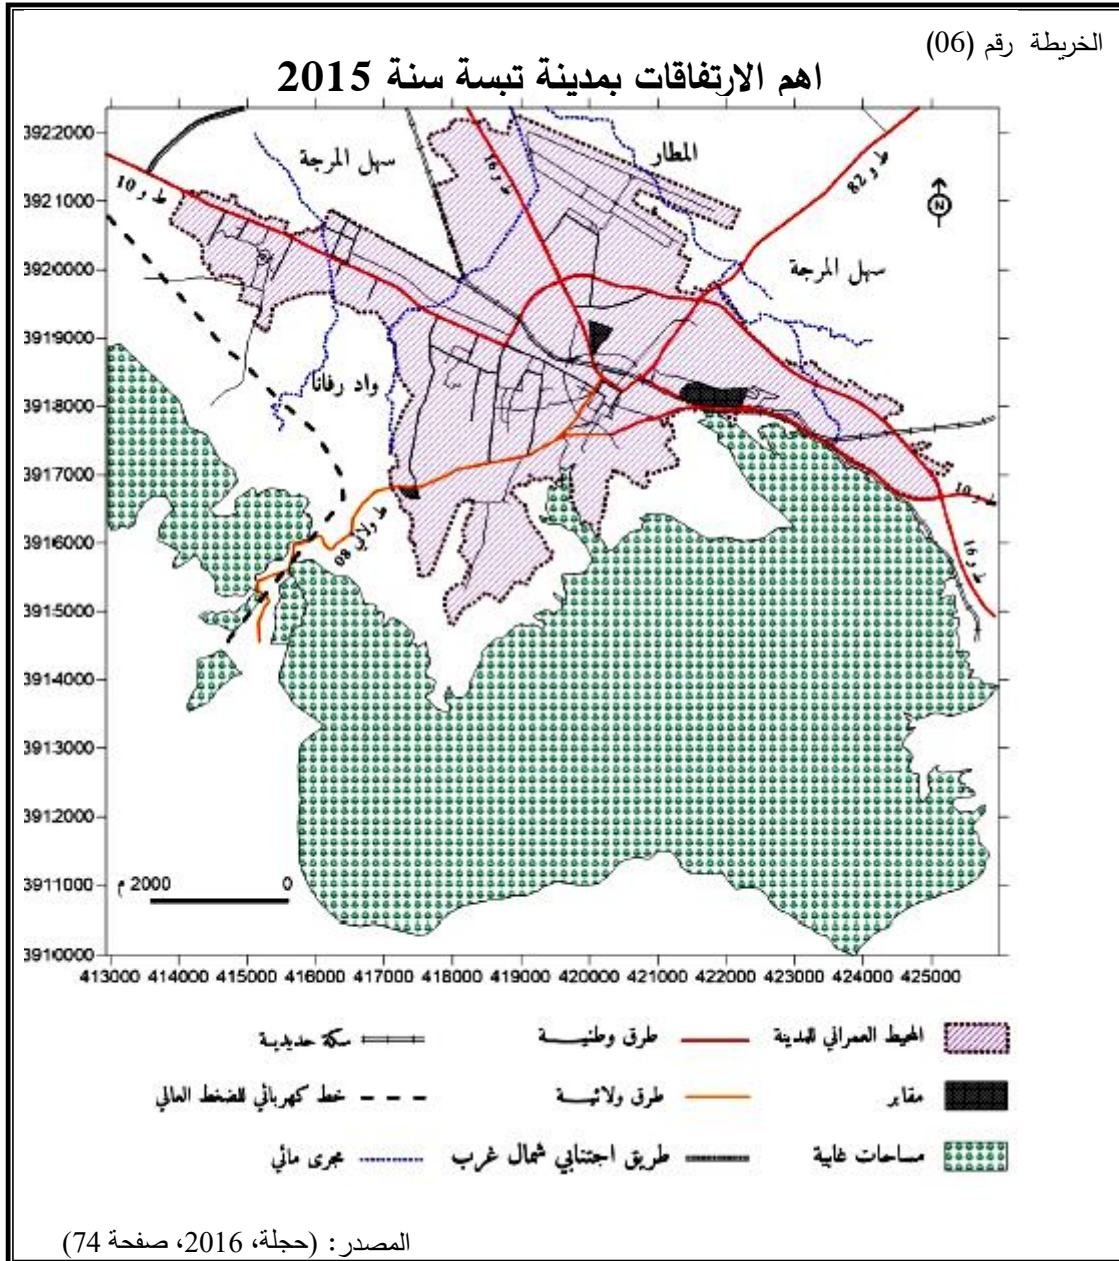 الخريطة رقم (06)
اهم الارتفاقات بمدينة تبسة سنة 2015
3922000
3921000
3920000
3919000
3918000
3917000
3916000
3915000
3914000
3913000
3912000
3911000
3910000
413000 414000 415000 416000 417000 418000 419000 420000 421000 422000 423000 424000 425000
سهل المرجة
المطار
ط و 16
ط و 82
ط و 10
N
سهل المرجة
واد رفانا
ط ولائي 08
ط و 10
ط و 16
2000 م
0
المحيط العمراني للمدينة
طرق وطنيـــة
سكة حديدية
مقابر
طرق ولائيـــة
خط كهربائي للضغط العالي
مساحات غابية
طريق اجتنابي شمال غرب
مجرى مائي
المصدر: (حجلة، 2016، صفحة 74)